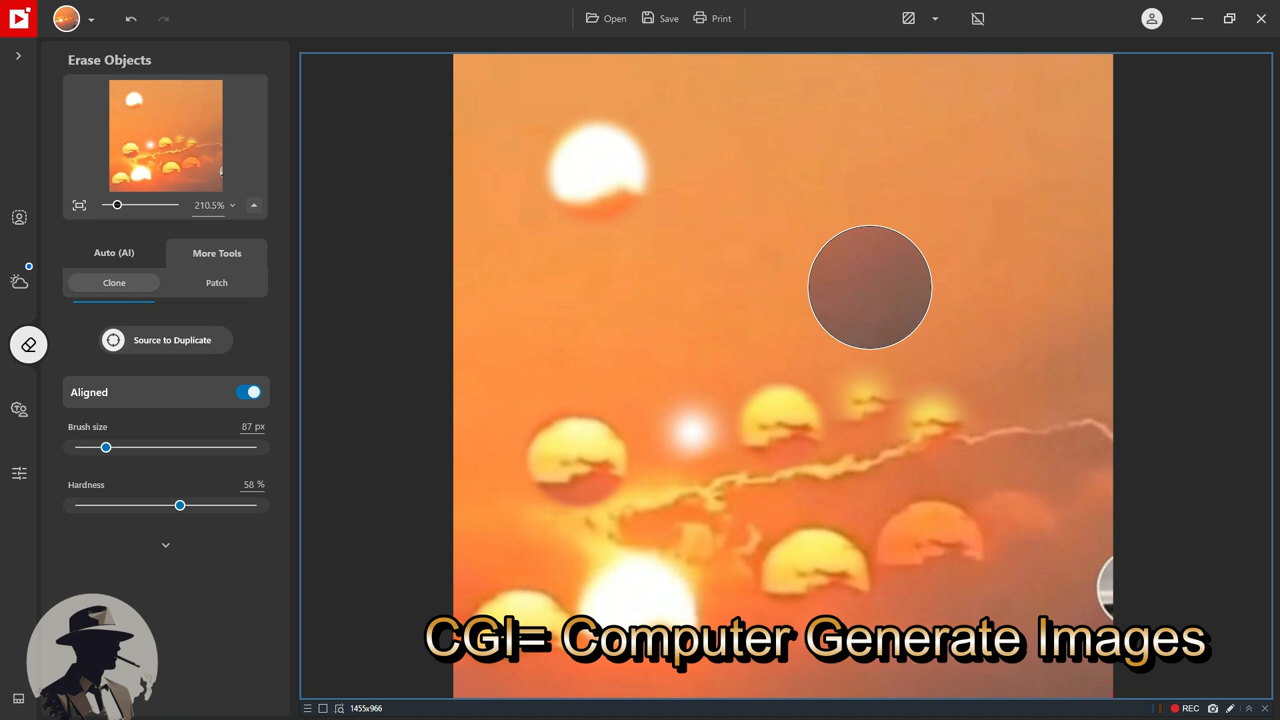 Open Save Print
Erase Objects
210.5%
Auto (AI) More Tools
Clone Patch
Source to Duplicate
Aligned
Brush size 87 px
Hardness 58 %
CGI= Computer Generate Images
1455x966 REC